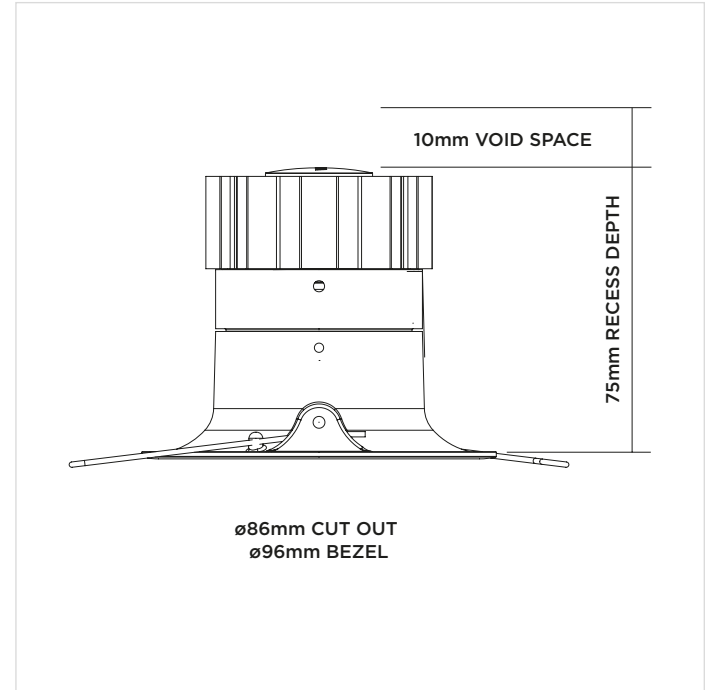 10mm VOID SPACE
75mm RECESS DEPTH
ø86mm CUT OUT
ø96mm BEZEL